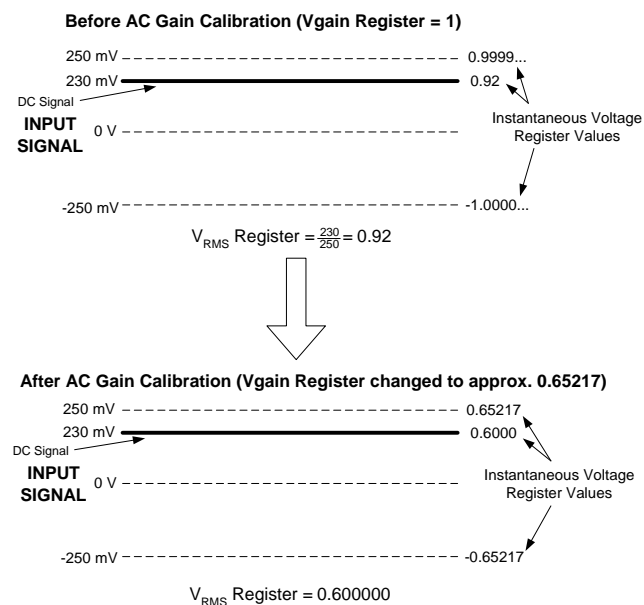 Before AC Gain Calibration (Vgain Register = 1)
250 mV 0.9999...
230 mV 0.92
DC Signal
INPUT
SIGNAL
0 V
Instantaneous Voltage
Register Values
-250 mV -1.0000...
VRMS Register = 230/250 = 0.92
After AC Gain Calibration (Vgain Register changed to approx. 0.65217)
250 mV 0.65217
230 mV 0.6000
DC Signal
INPUT
SIGNAL
0 V
Instantaneous Voltage
Register Values
-250 mV -0.65217
VRMS Register = 0.600000